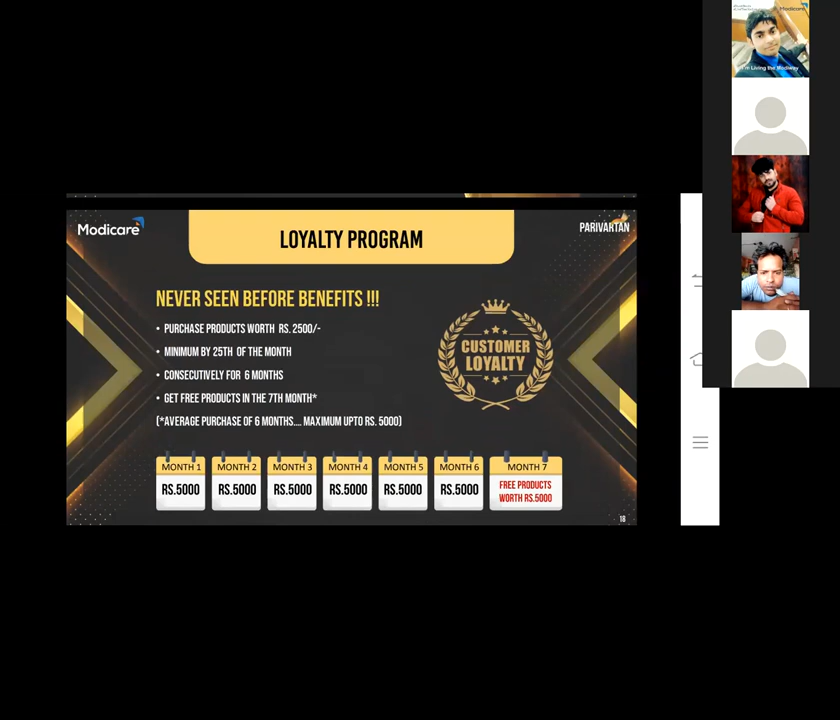 Modicare
I'm Living the Modiway
Modicare
LOYALTY PROGRAM
PARIVARTAN
NEVER SEEN BEFORE BENEFITS !!!
• PURCHASE PRODUCTS WORTH RS. 2500/-
• MINIMUM BY 25TH OF THE MONTH
• CONSECUTIVELY FOR 6 MONTHS
• GET FREE PRODUCTS IN THE 7TH MONTH*
(*AVERAGE PURCHASE OF 6 MONTHS.... MAXIMUM UPTO RS. 5000)
CUSTOMER
LOYALTY
MONTH 1 MONTH 2 MONTH 3 MONTH 4 MONTH 5 MONTH 6 MONTH 7
RS.5000 RS.5000 RS.5000 RS.5000 RS.5000 RS.5000 FREE PRODUCTS
WORTH RS.5000
18